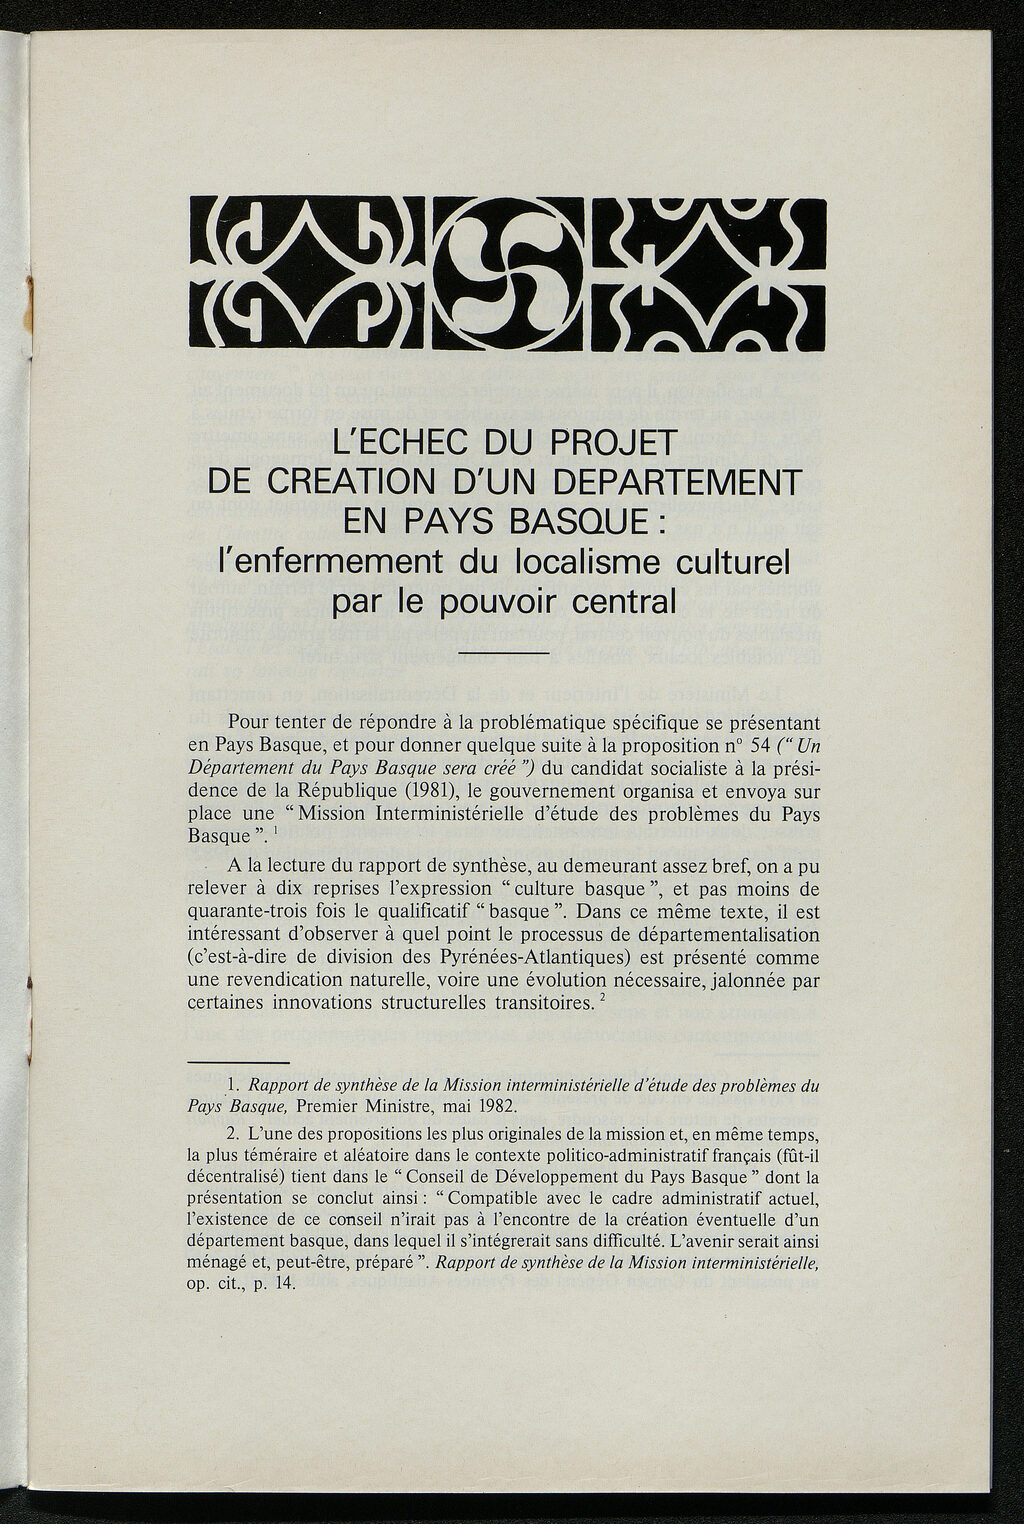 L'ECHEC DU PROJET
DE CREATION D'UN DEPARTEMENT
EN PAYS BASQUE :
l'enfermement du localisme culturel
par le pouvoir central
Pour tenter de répondre à la problématique spécifique se présentant
en Pays Basque, et pour donner quelque suite à la proposition n° 54 (“ Un
Département du Pays Basque sera créé ”) du candidat socialiste à la prési-
dence de la République (1981), le gouvernement organisa et envoya sur
place une “ Mission Interministérielle d'étude des problèmes du Pays
Basque ”. 1
A la lecture du rapport de synthèse, au demeurant assez bref, on a pu
relever à dix reprises l'expression “ culture basque ”, et pas moins de
quarante-trois fois le qualificatif “ basque ”. Dans ce même texte, il est
intéressant d'observer à quel point le processus de départementalisation
(c'est-à-dire de division des Pyrénées-Atlantiques) est présenté comme
une revendication naturelle, voire une évolution nécessaire, jalonnée par
certaines innovations structurelles transitoires. 2
1. Rapport de synthèse de la Mission interministérielle d'étude des problèmes du
Pays Basque, Premier Ministre, mai 1982.
2. L'une des propositions les plus originales de la mission et, en même temps,
la plus téméraire et aléatoire dans le contexte politico-administratif français (fût-il
décentralisé) tient dans le “ Conseil de Développement du Pays Basque ” dont la
présentation se conclut ainsi : “ Compatible avec le cadre administratif actuel,
l'existence de ce conseil n'irait pas à l'encontre de la création éventuelle d'un
département basque, dans lequel il s'intégrerait sans difficulté. L'avenir serait ainsi
ménagé et, peut-être, préparé ”. Rapport de synthèse de la Mission interministérielle,
op. cit., p. 14.